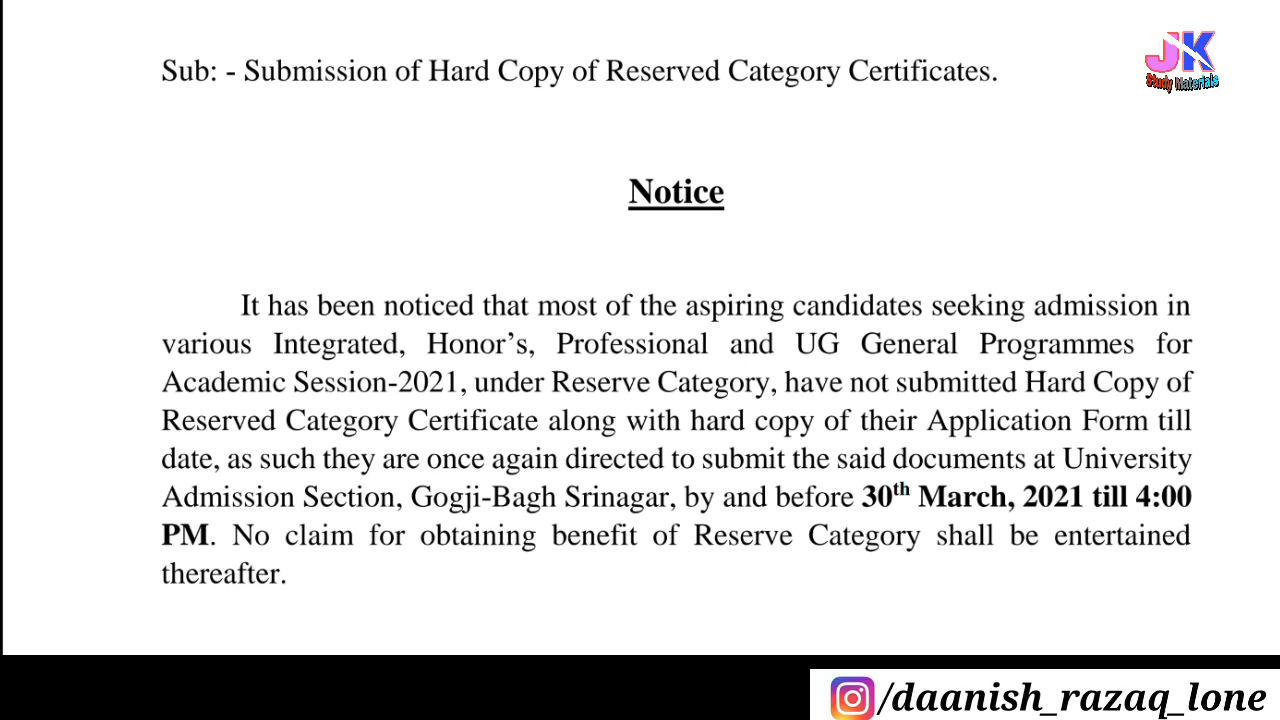 Sub: - Submission of Hard Copy of Reserved Category Certificates.
JK
Study Materials
Notice
It has been noticed that most of the aspiring candidates seeking admission in
various Integrated, Honor’s, Professional and UG General Programmes for
Academic Session-2021, under Reserve Category, have not submitted Hard Copy of
Reserved Category Certificate along with hard copy of their Application Form till
date, as such they are once again directed to submit the said documents at University
Admission Section, Gogji-Bagh Srinagar, by and before 30th March, 2021 till 4:00
PM. No claim for obtaining benefit of Reserve Category shall be entertained
thereafter.
/daanish_razaq_lone